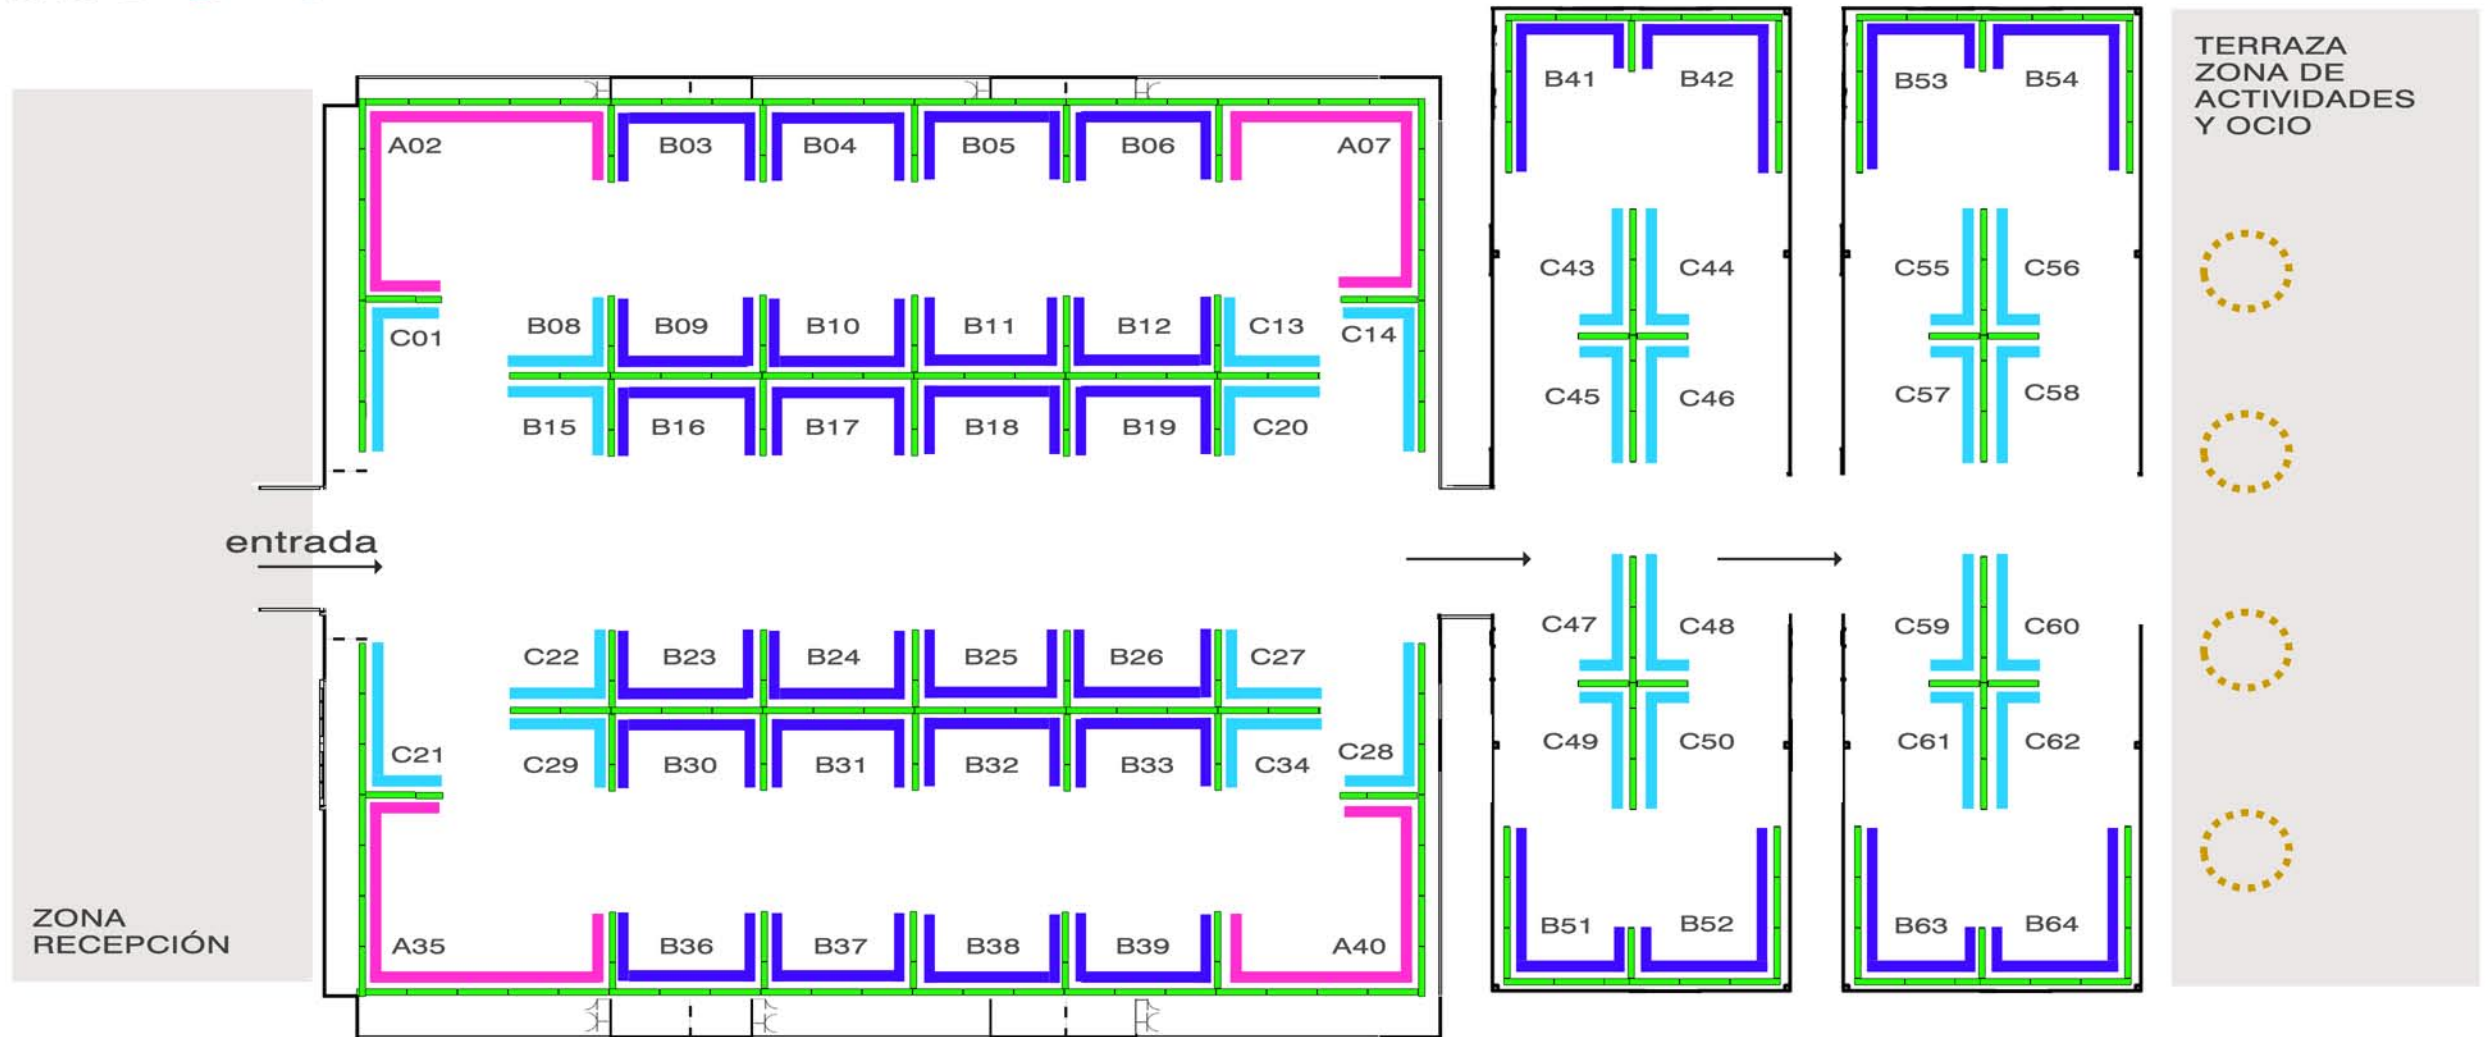 TERRAZA
ZONA DE
ACTIVIDADES
Y OCIO
B41 B42 B53 B54
A02 B03 B04 B05 B06 A07
C43 C44 C55 C56
C01 B08 B09 B10 B11 B12 C13 C14
C45 C46 C57 C58
B15 B16 B17 B18 B19 C20
entrada
C47 C48 C59 C60
C22 B23 B24 B25 B26 C27
C49 C50 C61 C62
C21 C29 B30 B31 B32 B33 C34 C28
B51 B52 B63 B64
ZONA
RECEPCIÓN
A35 B36 B37 B38 B39 A40